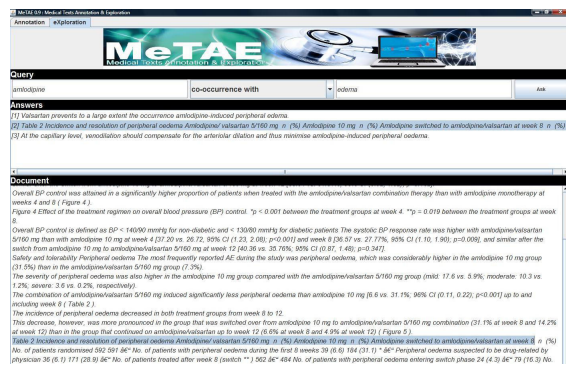 MeTAE 0.9 : Medical Texts Annotation & Exploration
Annotation eXploration
MeTAE
Medical Texts Annotation & Exploration
Query
amlodipine co-occurrence with edema Ask
Answers
[1] Valsartan prevents to a large extent the occurrence amlodipine-induced peripheral edema.
[2] Table 2 Incidence and resolution of peripheral oedema Amlodipine/ valsartan 5/160 mg n (%) Amlodipine 10 mg n (%) Amlodipine switched to amlodipine/valsartan at week 8 n (%)
[3] At the capillary level, venodilation should compensate for the arteriolar dilation and thus minimise amlodipine-induced peripheral edema.
Document
Overall BP control was attained in a significantly higher proportion of patients when treated with the amlodipine/valsartan combination therapy than with amlodipine monotherapy at
weeks 4 and 8 ( Figure 4 ).
Figure 4 Effect of the treatment regimen on overall blood pressure (BP) control. *p < 0.001 between the treatment groups at week 4. **p = 0.019 between the treatment groups at week
8.
Overall BP control is defined as BP < 140/90 mmHg for non-diabetic and < 130/80 mmHg for diabetic patients The systolic BP response rate was higher with amlodipine/valsartan
5/160 mg than with amlodipine 10 mg at week 4 [37.20 vs. 26.72, 95% CI (1.23, 2.08); p<0.001] and week 8 [36.57 vs. 27.77%, 95% CI (1.10, 1.90); p=0.009], and similar after the
switch from amlodipine 10 mg to amlodipine/valsartan 5/160 mg at week 12 [40.36 vs. 35.76%; 95% CI (0.87, 1.48); p=0.347].
Safety and tolerability Peripheral oedema The most frequently reported AE during the study was peripheral oedema, which was considerably higher in the amlodipine 10 mg group
(31.5%) than in the amlodipine/valsartan 5/160 mg group (7.3%).
The severity of peripheral oedema was also higher in the amlodipine 10 mg group compared with the amlodipine/valsartan 5/160 mg group (mild: 17.6 vs. 5.9%, moderate: 10.3 vs.
1.2%; severe: 3.6 vs. 0.2%, respectively).
The combination of amlodipine/valsartan 5/160 mg induced significantly less peripheral oedema than amlodipine 10 mg [6.6 vs. 31.1%; 96% CI (0.11, 0.22); p<0.001] up to and
including week 8 ( Table 2 ).
The incidence of peripheral oedema decreased in both treatment groups from week 8 to 12.
This decrease, however, was more pronounced in the group that was switched over from amlodipine 10 mg to amlodipine/valsartan 5/160 mg combination (31.1% at week 8 and 14.2%
at week 12) than in the group that continued on amlodipine/valsartan up to week 12 (6.6% at week 8 and 4.9% at week 12) ( Figure 5 ).
Table 2 Incidence and resolution of peripheral oedema Amlodipine/ valsartan 5/160 mg n (%) Amlodipine 10 mg n (%) Amlodipine switched to amlodipine/valsartan at week 8 n (%)
No. of patients randomised 592 591 â€“ No. of patients with peripheral oedema during the first 8 weeks 39 (6.6) 184 (31.1) * â€“ Peripheral oedema suspected to be drug-related by
physician 36 (6.1) 171 (28.9) â€“ No. of patients treated after week 8 (switch ** ) 562 â€“ 484 No. of patients with peripheral oedema entering switch phase 24 (4.3) â€“ 79 (16.3) No.